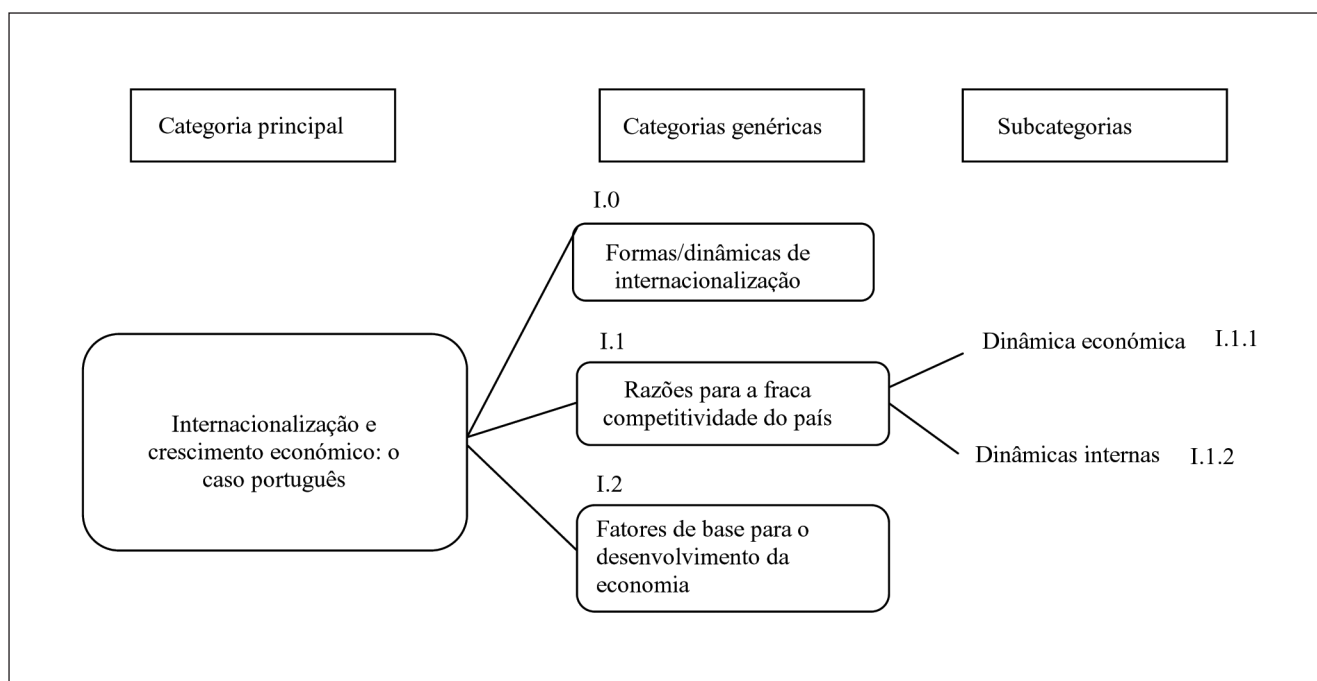 Categoria principal
Categorias genéricas
Subcategorias
I.0
Formas/dinâmicas de
internacionalização
I.1
Razões para a fraca
competitividade do país
Dinâmica económica I.1.1
Dinâmicas internas I.1.2
Internacionalização e
crescimento económico: o
caso português
I.2
Fatores de base para o
desenvolvimento da
economia